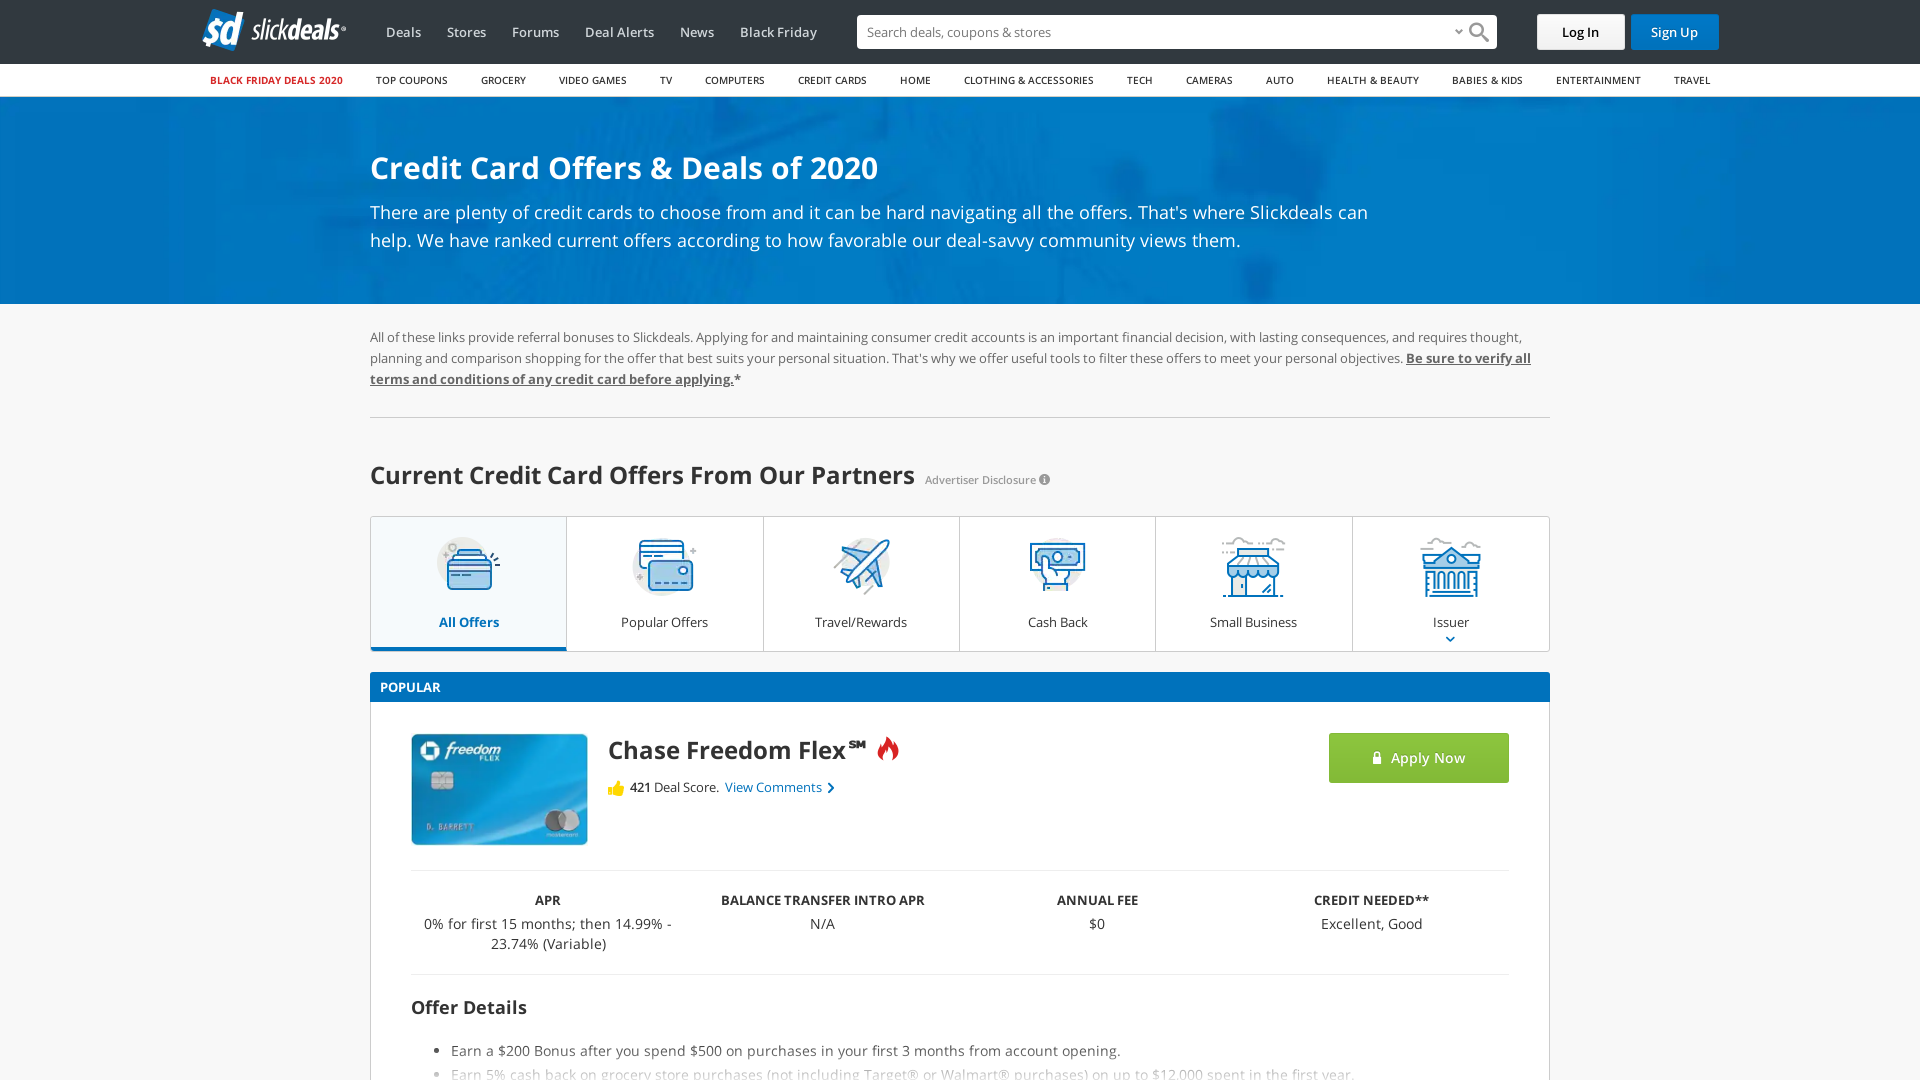 sd slickdeals®
Deals Stores Forums Deal Alerts News Black Friday
Search deals, coupons & stores
Log In Sign Up
BLACK FRIDAY DEALS 2020 TOP COUPONS GROCERY VIDEO GAMES TV COMPUTERS CREDIT CARDS HOME CLOTHING & ACCESSORIES TECH CAMERAS AUTO HEALTH & BEAUTY BABIES & KIDS ENTERTAINMENT TRAVEL
Credit Card Offers & Deals of 2020
There are plenty of credit cards to choose from and it can be hard navigating all the offers. That's where Slickdeals can
help. We have ranked current offers according to how favorable our deal-savvy community views them.
All of these links provide referral bonuses to Slickdeals. Applying for and maintaining consumer credit accounts is an important financial decision, with lasting consequences, and requires thought,
planning and comparison shopping for the offer that best suits your personal situation. That's why we offer useful tools to filter these offers to meet your personal objectives. Be sure to verify all
terms and conditions of any credit card before applying.*
Current Credit Card Offers From Our Partners Advertiser Disclosure
All Offers Popular Offers Travel/Rewards Cash Back Small Business Issuer
POPULAR
freedom
FLEX
D. BARRETT
mastercard
Chase Freedom Flex℠
421 Deal Score. View Comments
Apply Now
APR BALANCE TRANSFER INTRO APR ANNUAL FEE CREDIT NEEDED**
0% for first 15 months; then 14.99% - N/A $0 Excellent, Good
23.74% (Variable)
Offer Details
• Earn a $200 Bonus after you spend $500 on purchases in your first 3 months from account opening.
• Earn 5% cash back on grocery store purchases (not including Target® or Walmart® purchases) on up to $12,000 spent in the first year.